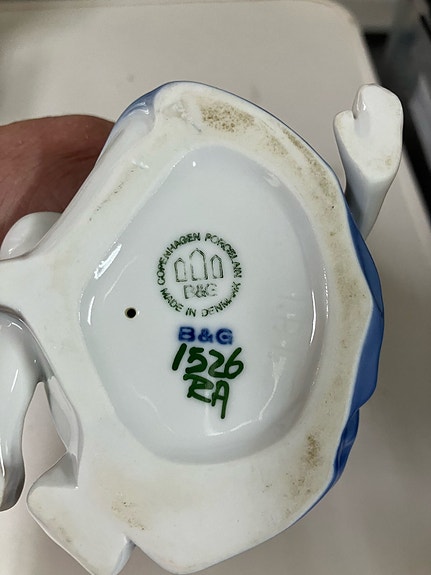 COPENHAGEN PORCELAIN
B&G
MADE IN DENMARK
B&G
1526
RA